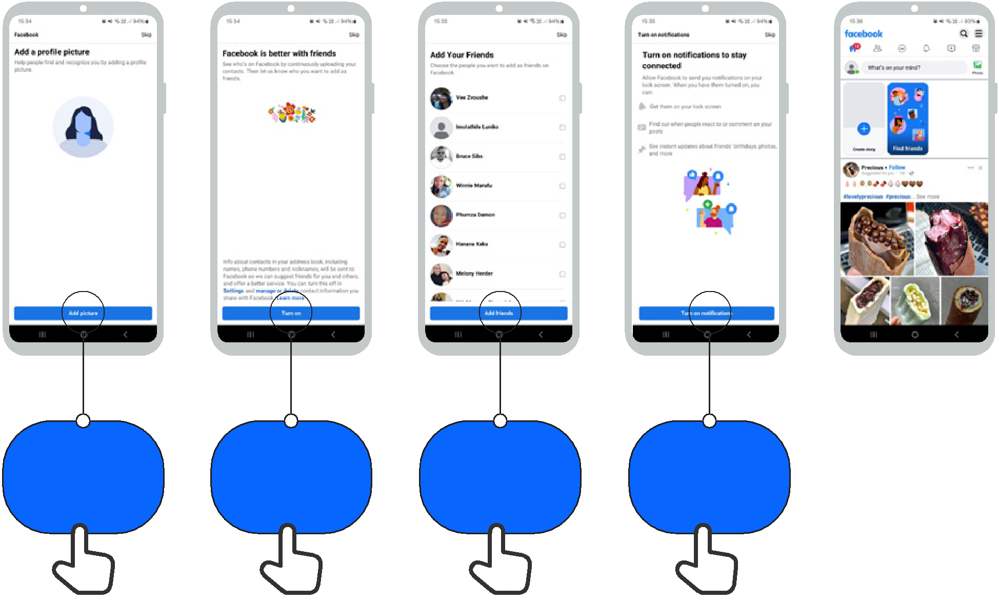 15:34
94%
Facebook
Skip
Add a profile picture
Help people find and recognize you by adding a profile
picture.
Add picture
15:34
94%
Skip
Facebook is better with friends
See who's on Facebook by continuously uploading your
contacts. Then let us know who you want to add as
friends.
Info about contacts in your address book, including
names, phone numbers and nicknames, will be sent to
Facebook so we can suggest friends for you and others,
and offer a better service. You can turn this off in
Settings and manage or delete contact information you
share with Facebook. Learn more
Turn on
15:35
94%
Skip
Add Your Friends
Choose the people you want to add as friends on
Facebook
Vee Zvoushe
Imolathile Luniko
Bruce Sibs
Winnie Marufu
Phumza Damon
Hanana Kaka
Melony Herder
Add friends
15:35
94%
Turn on notifications
Skip
Turn on notifications to stay
connected
Allow Facebook to send you notifications on your
lock screen. When you have them turned on, you
can:
Get them on your lock screen
Find out when people react to or comment on your
posts
See instant updates about friends' birthdays, photos,
and more
Turn on notifications
15:36
93%
facebook
What's on your mind?
Photo
Create story
Find friends
Precious • Follow
Suggested for you
#lovelyprecious #precious... See more